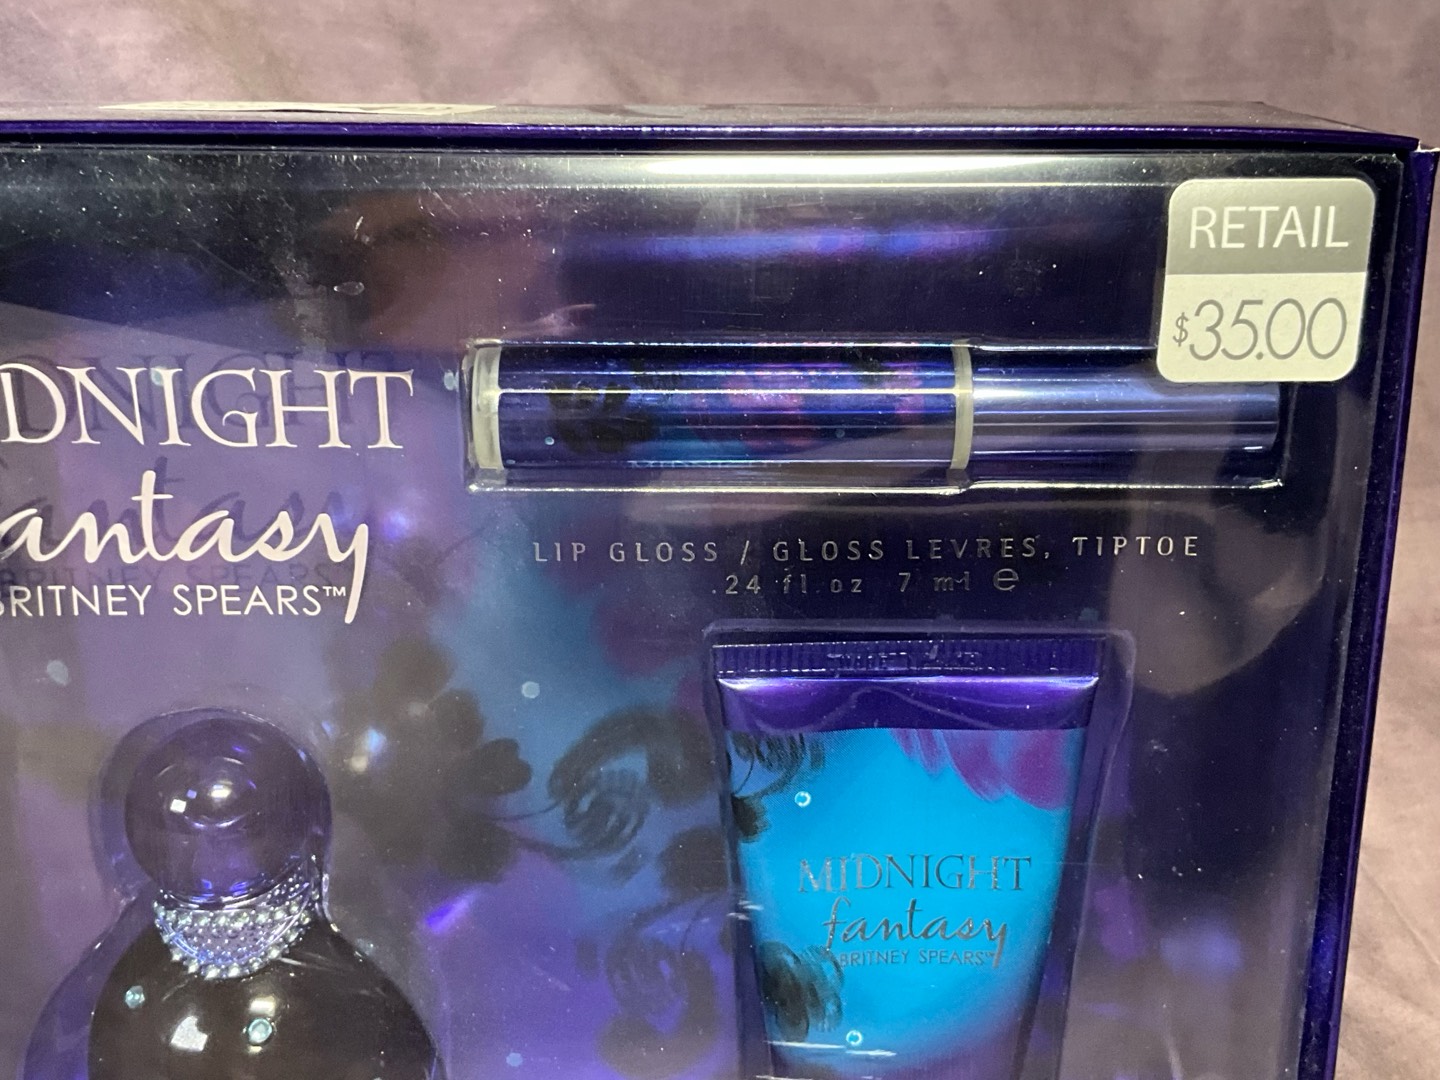 RETAIL
$35.00
DNIGHT
antasy
BRITNEY SPEARS™
LIP GLOSS / GLOSS LEVRES, TIPTOE
.24 fl.oz 7 ml e
MIDNIGHT
fantasy
BRITNEY SPEARS™